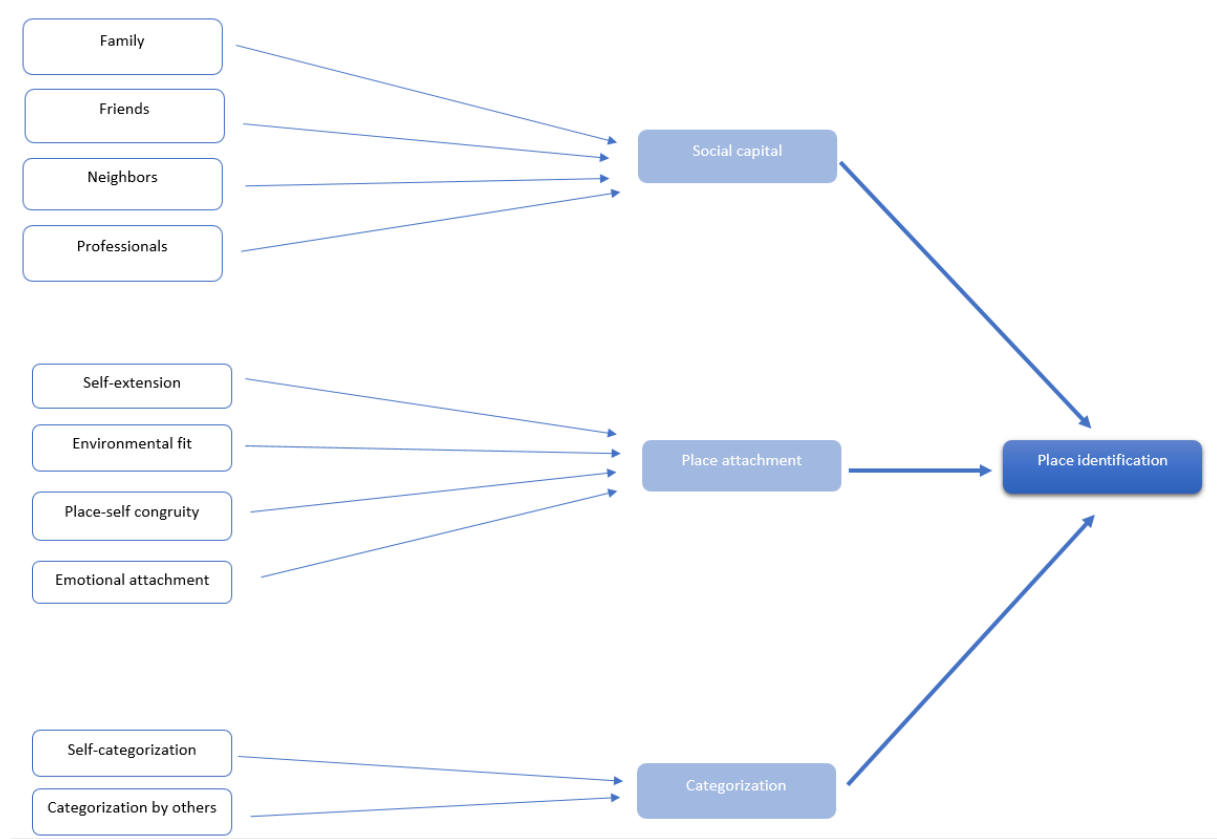 Family
Friends
Neighbors
Professionals
Social capital
Self-extension
Environmental fit
Place-self congruity
Emotional attachment
Place attachment
Place identification
Self-categorization
Categorization by others
Categorization